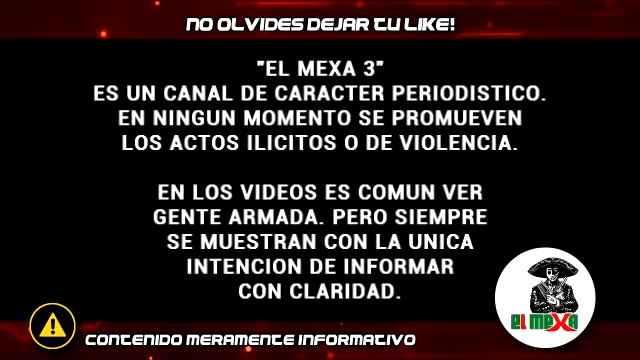 NO OLVIDES DEJAR TU LIKE!
"EL MEXA 3"
ES UN CANAL DE CARACTER PERIODISTICO.
EN NINGUN MOMENTO SE PROMUEVEN
LOS ACTOS ILICITOS O DE VIOLENCIA.
EN LOS VIDEOS ES COMUN VER
GENTE ARMADA. PERO SIEMPRE
SE MUESTRAN CON LA UNICA
INTENCION DE INFORMAR
CON CLARIDAD.
el mexa
CONTENIDO MERAMENTE INFORMATIVO